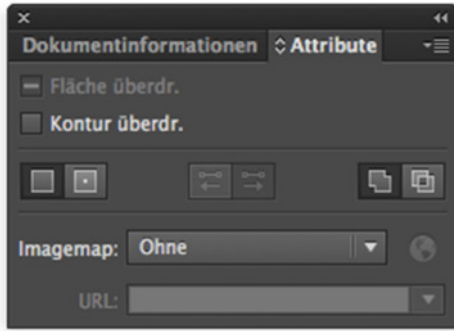 Dokumentinformationen Attribute
Fläche überdr.
Kontur überdr.
Imagemap: Ohne
URL: